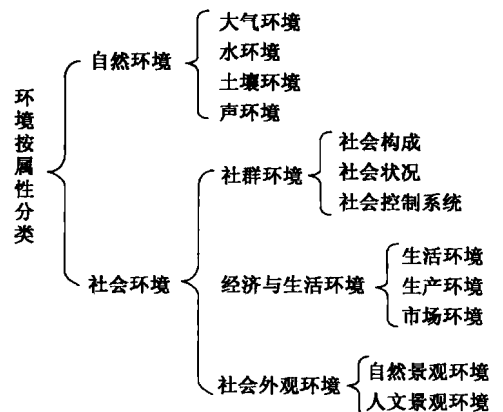 环境按属性分类
自然环境
大气环境
水环境
土壤环境
声环境
社会环境
社群环境
社会构成
社会状况
社会控制系统
经济与生活环境
生活环境
生产环境
市场环境
社会外观环境
自然景观环境
人文景观环境